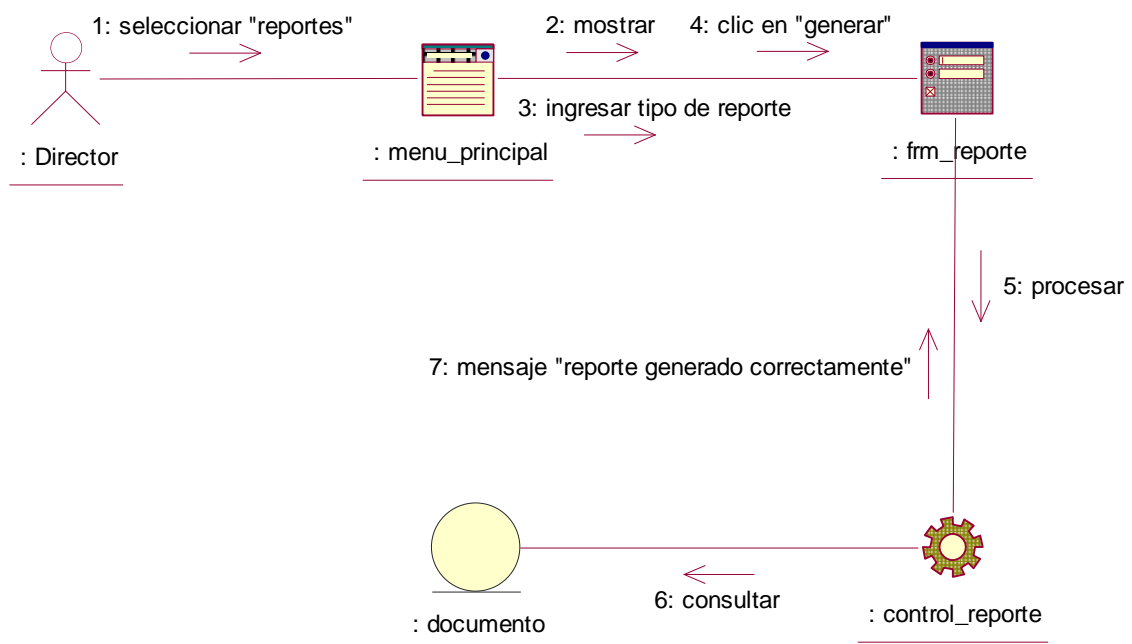 1: seleccionar "reportes"
2: mostrar
4: clic en "generar"
3: ingresar tipo de reporte
: Director
: menu_principal
: frm_reporte
5: procesar
7: mensaje "reporte generado correctamente"
6: consultar
: documento
: control_reporte